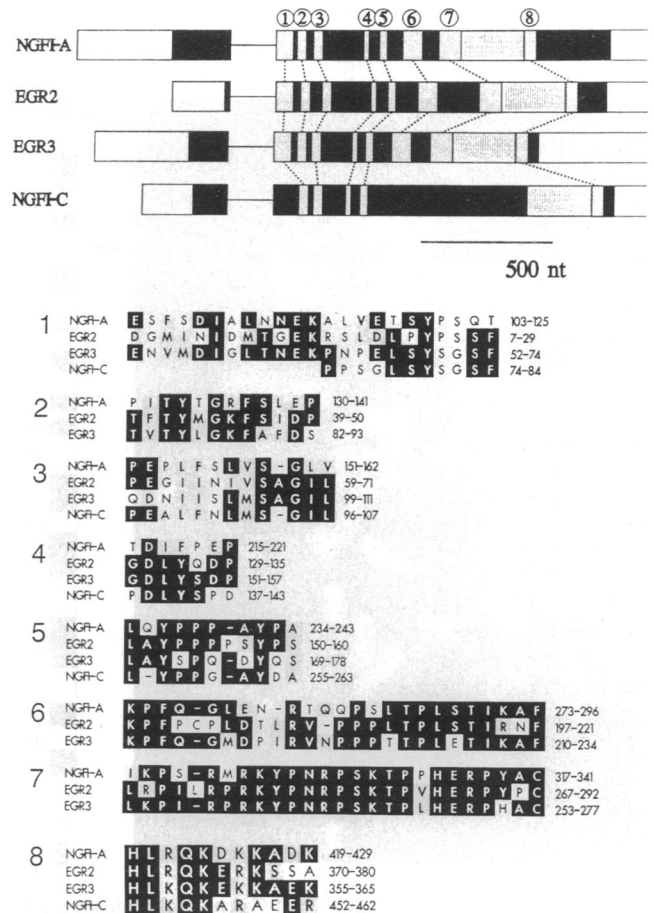 ① ② ③ ④ ⑤ ⑥ ⑦ ⑧
NGFI-A
EGR2
EGR3
NGFI-C
500 nt
1
NGFI-A E S F S D I A L N N E K A L V E T S Y P S Q T 103-125
EGR2 D G M I N I D M T G E K R S L D L P Y P S S F 7-29
EGR3 E N V M D I G L T N E K P N P E L S Y S G S F 52-74
NGFI-C P P S G L S Y S G S F 74-84
2
NGFI-A P I T Y T G R F S L E P 130-141
EGR2 T F T Y M G K F S I D P 39-50
EGR3 T V T Y L G K F A F D S 82-93
3
NGFI-A P E P L F S L V S - G L V 151-162
EGR2 P E G I I N I V S A G I L 59-71
EGR3 Q D N I I S L M S A G I L 99-111
NGFI-C P E A L F N L M S - G I L 96-107
4
NGFI-A T D I F P E P 215-221
EGR2 G D L Y Q D P 129-135
EGR3 G D L Y S D P 151-157
NGFI-C P D L Y S P D 137-143
5
NGFI-A L Q Y P P P - A Y P A 234-243
EGR2 L A Y P P P P S Y P S 150-160
EGR3 L A Y S P Q - D Y Q S 169-178
NGFI-C L - Y P P G - A Y D A 255-263
6
NGFI-A K P F Q - G L E N - R T Q Q P S L T P L S T I K A F 273-296
EGR2 K P F P C P L D T L R V - P P P L T P L S T I R N F 197-221
EGR3 K P F Q - G M D P I R V N P P P T T P L E T I K A F 210-234
7
NGFI-A I K P S - R M R K Y P N R P S K T P P H E R P Y A C 317-341
EGR2 L R P I L R P R K Y P N R P S K T P V H E R P Y P C 267-292
EGR3 L K P I - R P R K Y P N R P S K T P L H E R P H A C 253-277
8
NGFI-A H L R Q K D K K A D K 419-429
EGR2 H L R Q K E R K S S A 370-380
EGR3 H L K Q K E K K A E K 355-365
NGFI-C H L K Q K A R A E E R 452-462